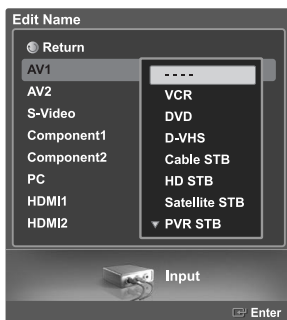 Edit Name
Return
AV1
AV2
S-Video
Component1
Component2
PC
HDMI1
HDMI2
- - - -
VCR
DVD
D-VHS
Cable STB
HD STB
Satellite STB
▼ PVR STB
Input
Enter